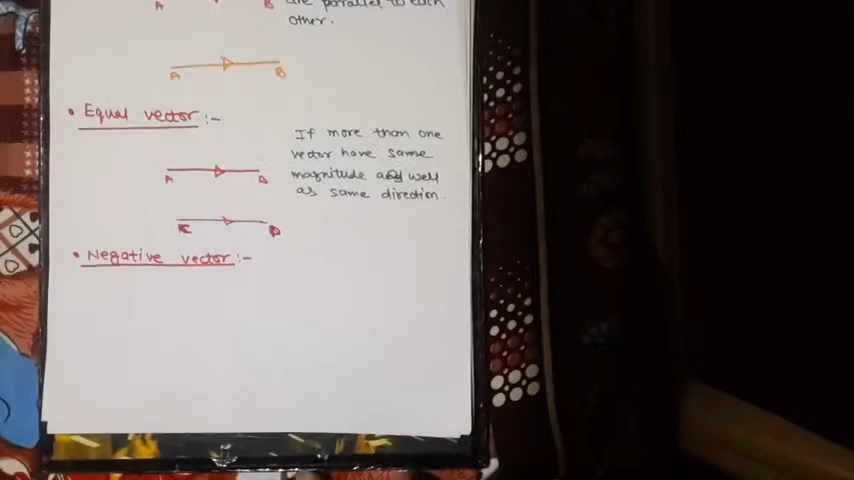 A B are parallel to each
other.
A B
• Equal vector :-
If more than one
vector have same
magnitude as well
as same direction.
A B
C D
• Negative vector :-